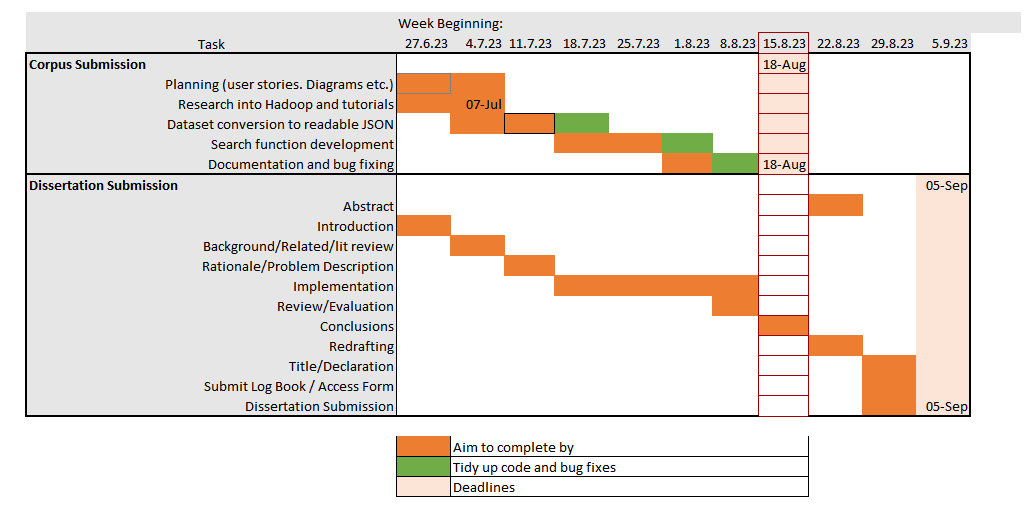 Week Beginning:
Task 27.6.23 4.7.23 11.7.23 18.7.23 25.7.23 1.8.23 8.8.23 15.8.23 22.8.23 29.8.23 5.9.23
Corpus Submission 18-Aug
Planning (user stories. Diagrams etc.)
Research into Hadoop and tutorials 07-Jul
Dataset conversion to readable JSON
Search function development
Documentation and bug fixing 18-Aug
Dissertation Submission 05-Sep
Abstract
Introduction
Background/Related/lit review
Rationale/Problem Description
Implementation
Review/Evaluation
Conclusions
Redrafting
Title/Declaration
Submit Log Book / Access Form
Dissertation Submission 05-Sep
Aim to complete by
Tidy up code and bug fixes
Deadlines